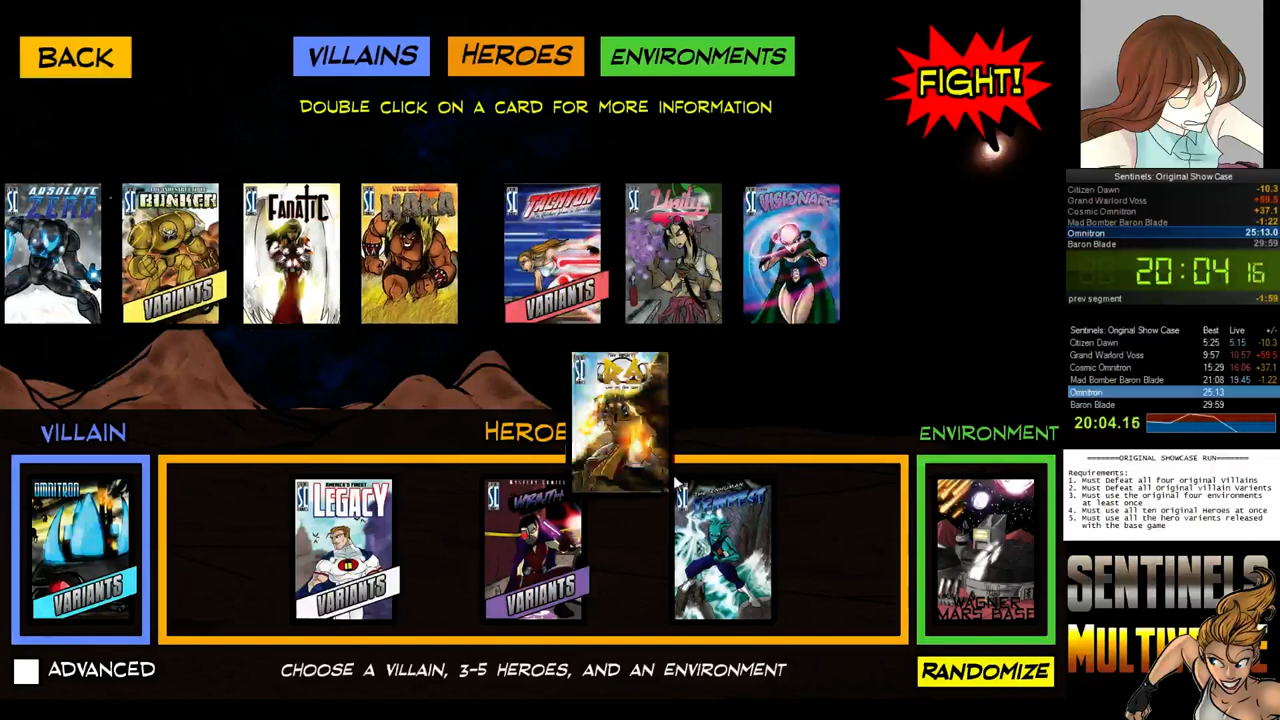 BACK
VILLAINS
HEROES
ENVIRONMENTS
DOUBLE CLICK ON A CARD FOR MORE INFORMATION
FIGHT!
ABSOLUTE
ZERO
BUNKER
VARIANTS
FANATIC
HAKA
TACHYON
VARIANTS
Unity
VISIONARY
RA
VILLAIN
HEROE
ENVIRONMENT
OMNITRON
VARIANTS
AMERICA'S FINEST
LEGACY
VARIANTS
MYSTERY COMICS
WRAITH
VARIANTS
TEMPEST
WAGNER
MARS BASE
ADVANCED
CHOOSE A VILLAIN, 3-5 HEROES, AND AN ENVIRONMENT
RANDOMIZE
Sentinels: Original Show Case
Citizen Dawn -10.3
Grand Warlord Voss +59.5
Cosmic Omnitron +37.1
Mad Bomber Baron Blade -1:22
Omnitron 25:13.0
Baron Blade 29:59
20:04 16
prev segment -1:59
Sentinels: Original Show Case Best Live +/-
Citizen Dawn 5:25 5.15 -10.3
Grand Warlord Voss 9:57 10:57 +59.5
Cosmic Omnitron 15:29 16.06 +37.1
Mad Bomber Baron Blade 21:08 19.45 -1.22
Omnitron 25.13
Baron Blade 29:59
20:04.16
=======ORIGINAL SHOWCASE RUN=======
Requirements:
1. Must Defeat all four original villains
2. Must Defeat all Original Villain Varients
3. Must use the original four environments
at least once
4. Must use all ten original Heroes at once
5. Must use all the hero varients released
with the base game
SENTINELS